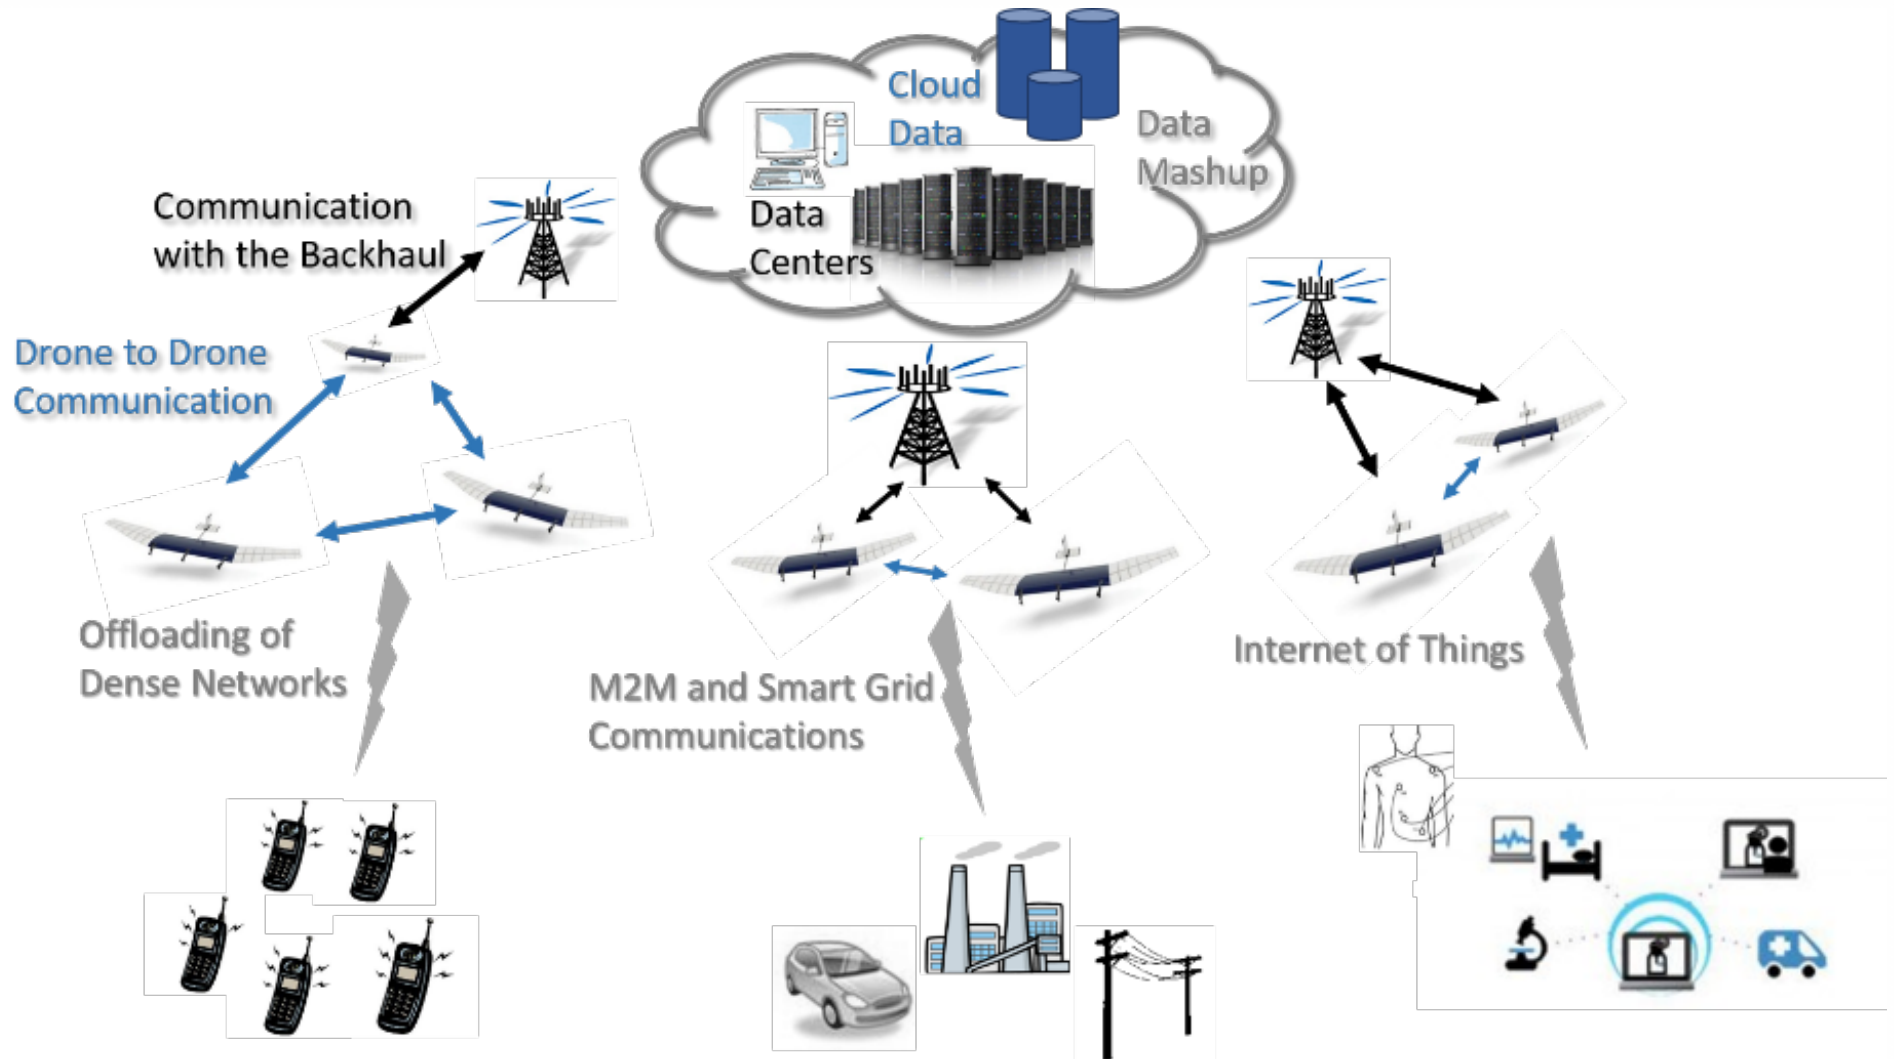 Cloud
Data
Data
Mashup
Data
Centers
Communication
with the Backhaul
Drone to Drone
Communication
Offloading of
Dense Networks
M2M and Smart Grid
Communications
Internet of Things